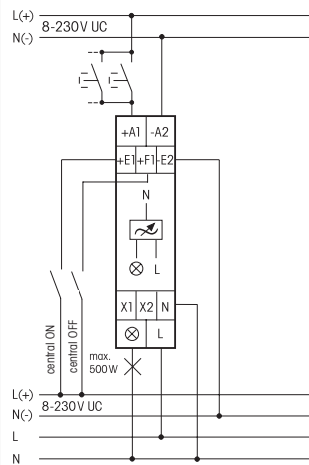 L(+)
8-230V UC
N(-)
+A1 -A2
+E1 +F1 -E2
N
L
X1 X2 N
L
central ON
central OFF
max.
500W
L(+)
8-230V UC
N(-)
L
N